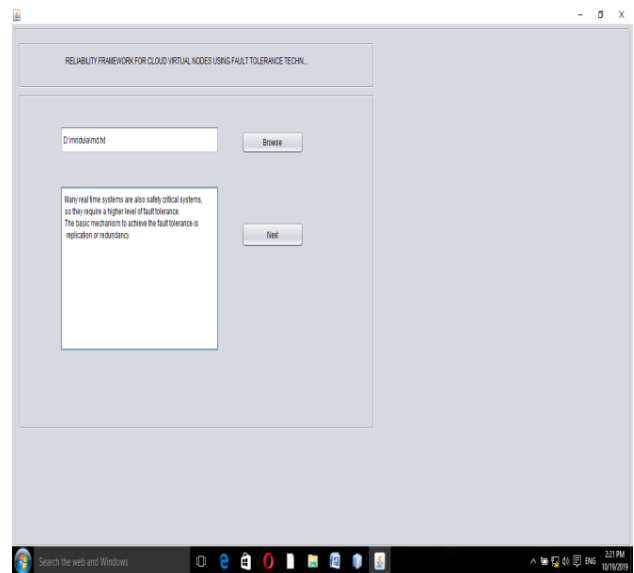 RELIABILITY FRAMEWORK FOR CLOUD VIRTUAL NODES USING FAULT TOLERANCE TECHN...
D:\mridula\md.txt
Browse
Many real time systems are also safety critical systems,
so they require a higher level of fault tolerance.
The basic mechanism to achieve the fault tolerance is
replication or redundancy.
Next
Search the web and Windows
ENG
2:21 PM
10/19/2019